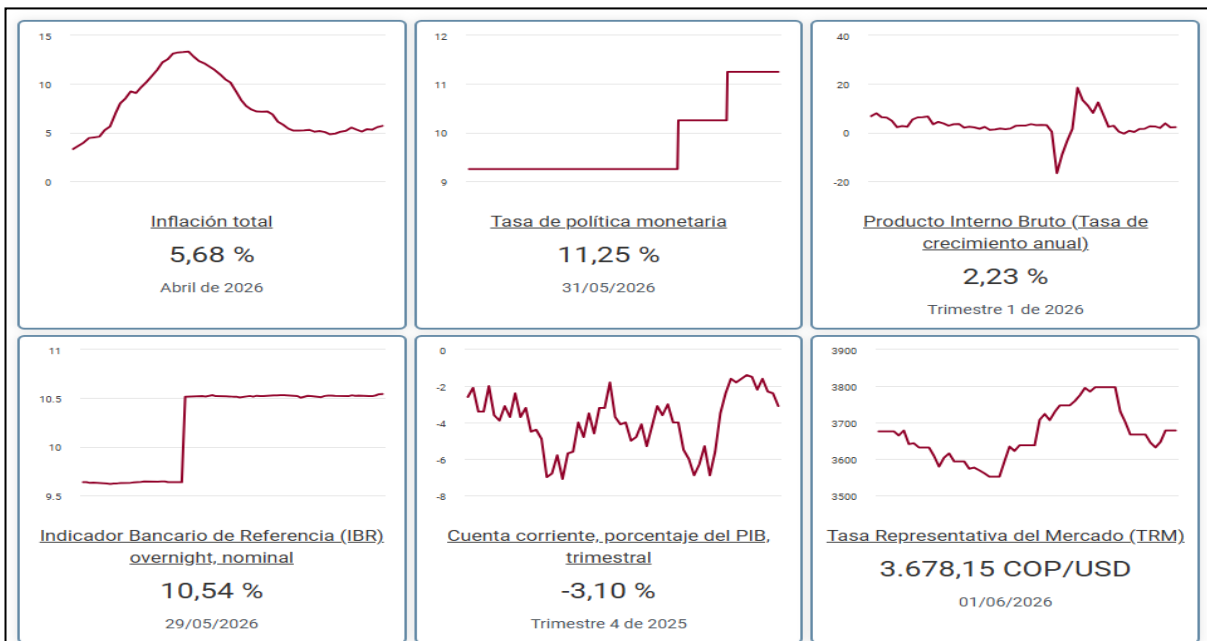 15
10
5
0
Inflación total
5,68 %
Abril de 2026
12
11
10
9
Tasa de política monetaria
11,25 %
31/05/2026
40
20
0
-20
Producto Interno Bruto (Tasa de
crecimiento anual)
2,23 %
Trimestre 1 de 2026
11
10.5
10
9.5
Indicador Bancario de Referencia (IBR)
overnight, nominal
10,54 %
29/05/2026
0
-2
-4
-6
-8
Cuenta corriente, porcentaje del PIB,
trimestral
-3,10 %
Trimestre 4 de 2025
3900
3800
3700
3600
3500
Tasa Representativa del Mercado (TRM)
3.678,15 COP/USD
01/06/2026